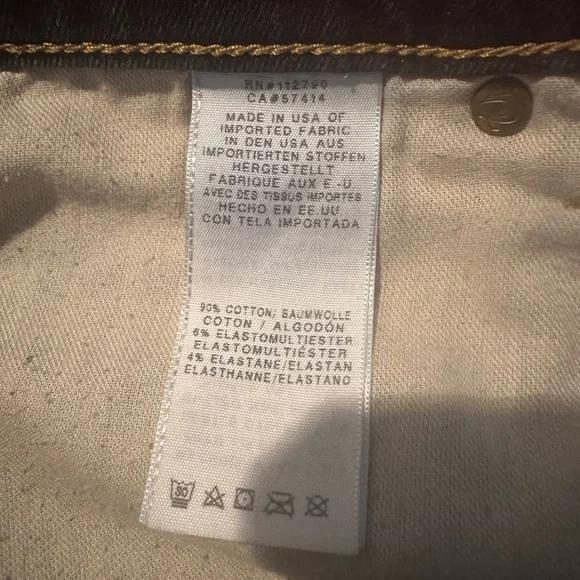 RN#112790
CA#57414
MADE IN USA OF
IMPORTED FABRIC
IN DEN USA AUS
IMPORTIERTEN STOFFEN
HERGESTELLT
FABRIQUE AUX E -U
AVEC DES TISSUS IMPORTES
HECHO EN EE UU
CON TELA IMPORTADA
90% COTTON/ BAUMWOLLE
COTON / ALGODÓN
6% ELASTOMULTIESTER
ELASTOMULTIÉSTER
4% ELASTANE/ELASTAN
ELASTHANNE/ELASTANO
30